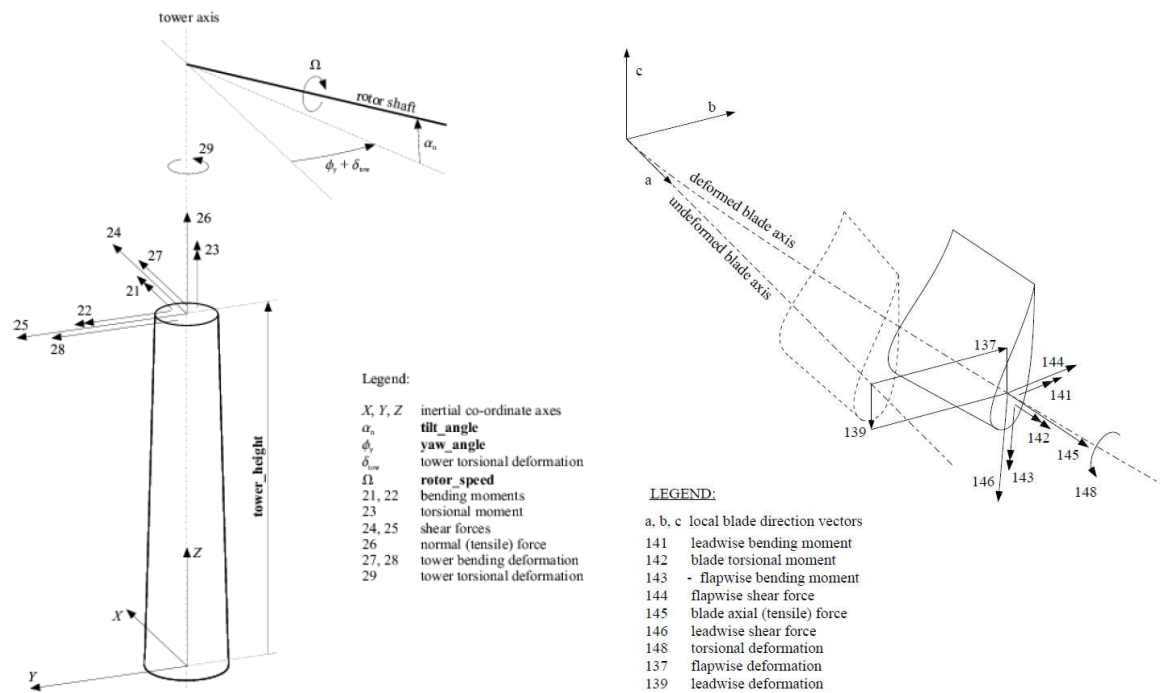 tower axis
Ω
rotor shaft
αₙ
29
ϕᵧ + δₜₒw
26
24
27
23
21
22
25
28
tower_height
Z
X
Y
Legend:
X, Y, Z inertial co-ordinate axes
αₙ tilt_angle
ϕᵧ yaw_angle
δₜₒw tower torsional deformation
Ω rotor_speed
21, 22 bending moments
23 torsional moment
24, 25 shear forces
26 normal (tensile) force
27, 28 tower bending deformation
29 tower torsional deformation
c
b
a
deformed blade axis
undeformed blade axis
137
144
141
139
142
145
143
146
148
LEGEND:
a, b, c local blade direction vectors
141 leadwise bending moment
142 blade torsional moment
143 - flapwise bending moment
144 flapwise shear force
145 blade axial (tensile) force
146 leadwise shear force
148 torsional deformation
137 flapwise deformation
139 leadwise deformation